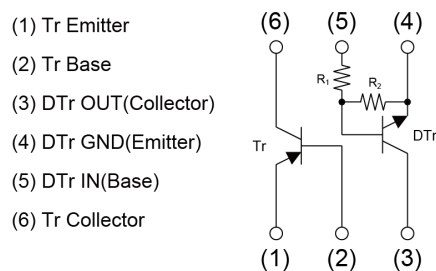 (1) Tr Emitter
(2) Tr Base
(3) DTr OUT(Collector)
(4) DTr GND(Emitter)
(5) DTr IN(Base)
(6) Tr Collector
(6) (5) (4)
R1
R2
Tr
DTr
(1) (2) (3)